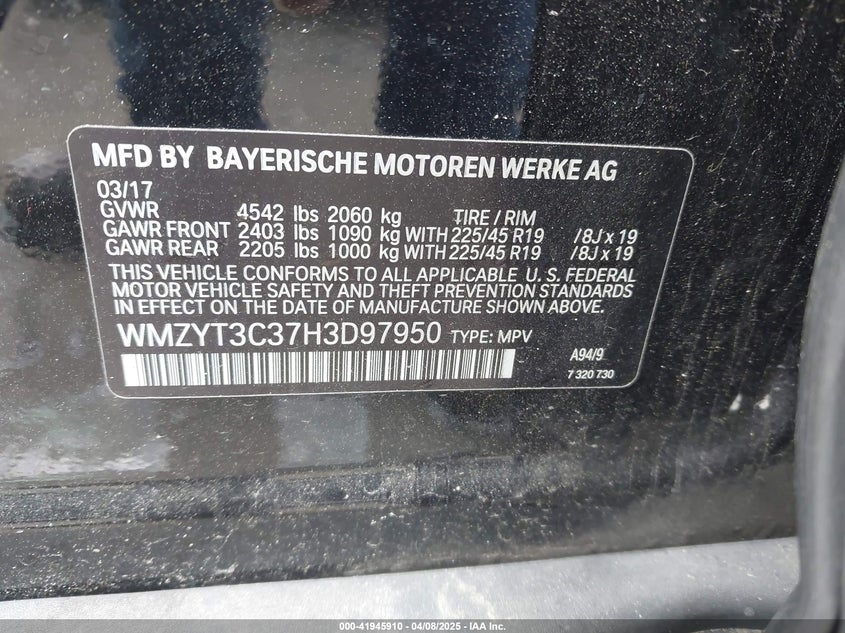 MFD BY BAYERISCHE MOTOREN WERKE AG
03/17
GVWR 4542 lbs 2060 kg TIRE / RIM
GAWR FRONT 2403 lbs 1090 kg WITH 225/45 R19 /8J x 19
GAWR REAR 2205 lbs 1000 kg WITH 225/45 R19 /8J x 19
THIS VEHICLE CONFORMS TO ALL APPLICABLE U. S. FEDERAL
MOTOR VEHICLE SAFETY AND THEFT PREVENTION STANDARDS
IN EFFECT ON THE DATE OF MANUFACTURE SHOWN ABOVE.
WMZYT3C37H3D97950 TYPE: MPV
A94/9
7 320 730
000-41945910 - 04/08/2025 - IAA Inc.